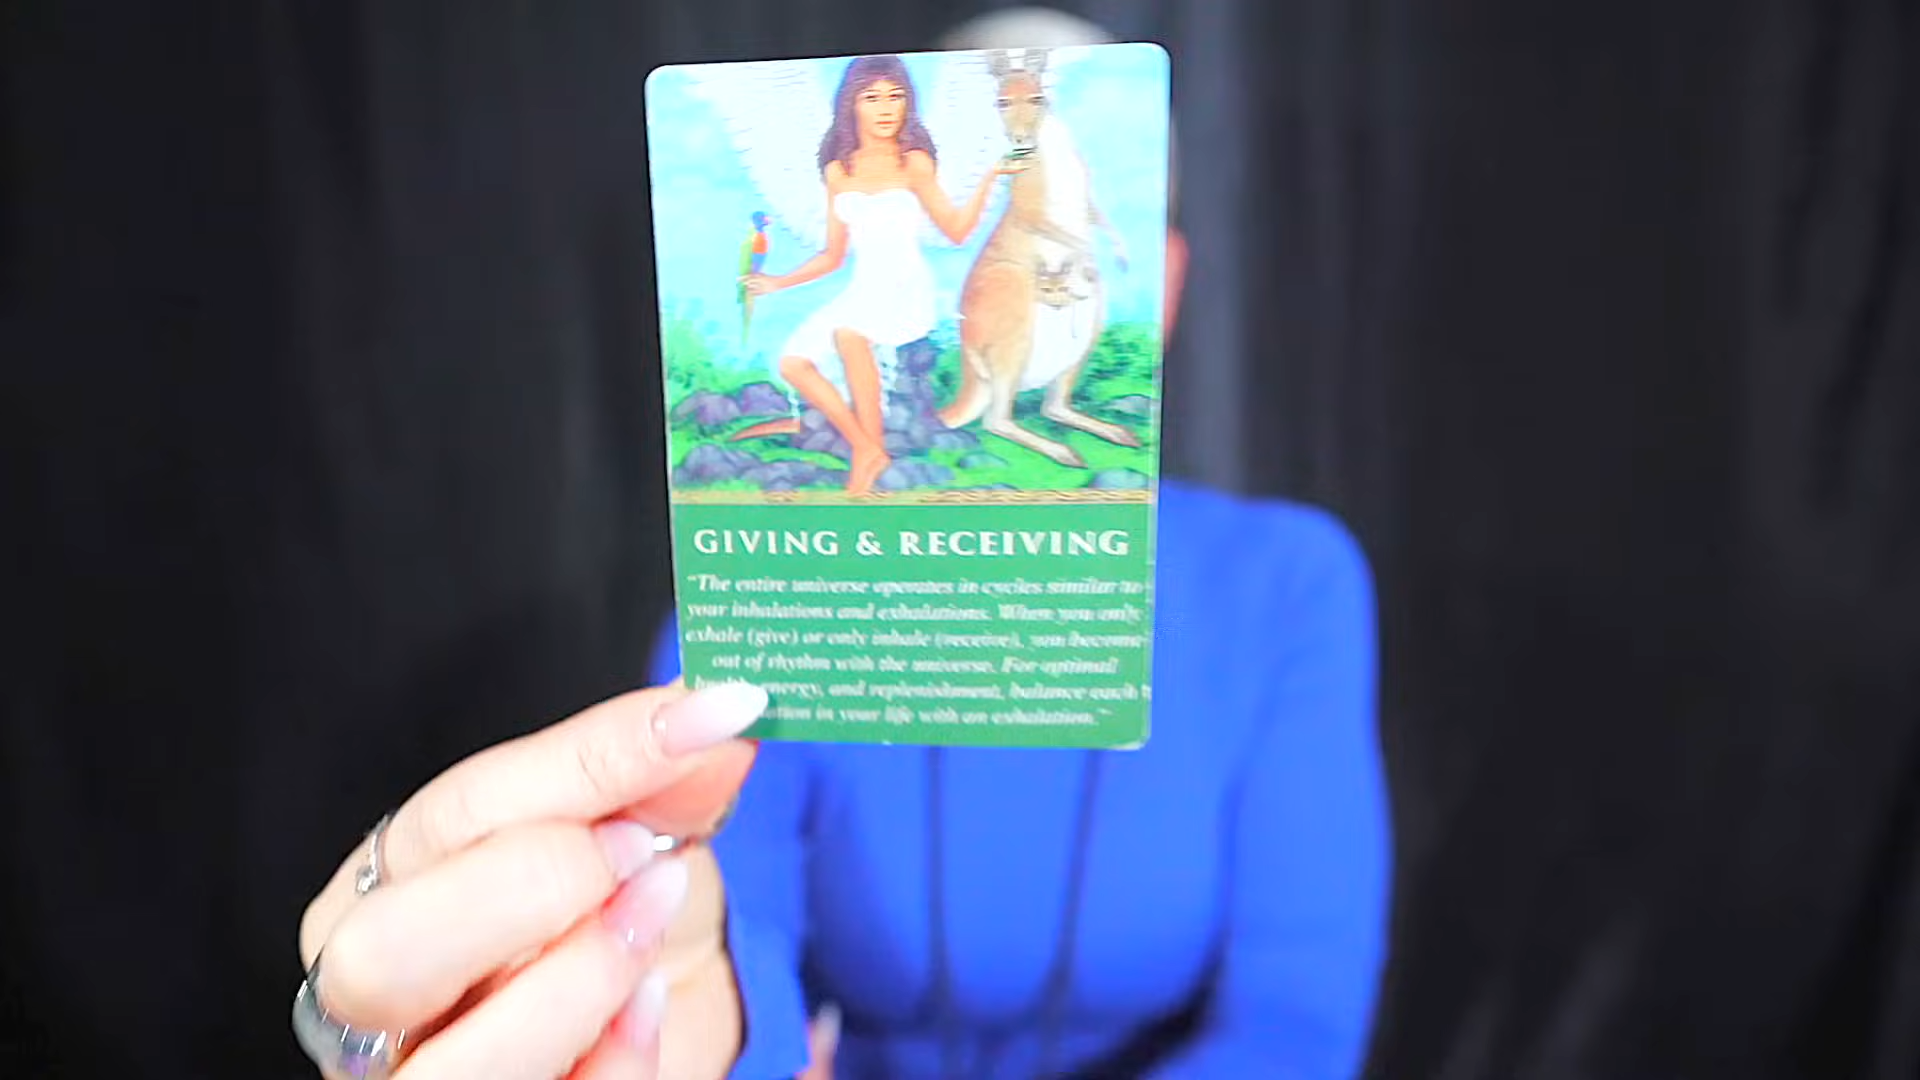 GIVING & RECEIVING
"The entire universe operates in cycles similar to
your inhalations and exhalations. When you only
exhale (give) or only inhale (receive), you become
out of rhythm with the universe. For optimal
energy, and replenishment, balance each
in your life with an exhalation."